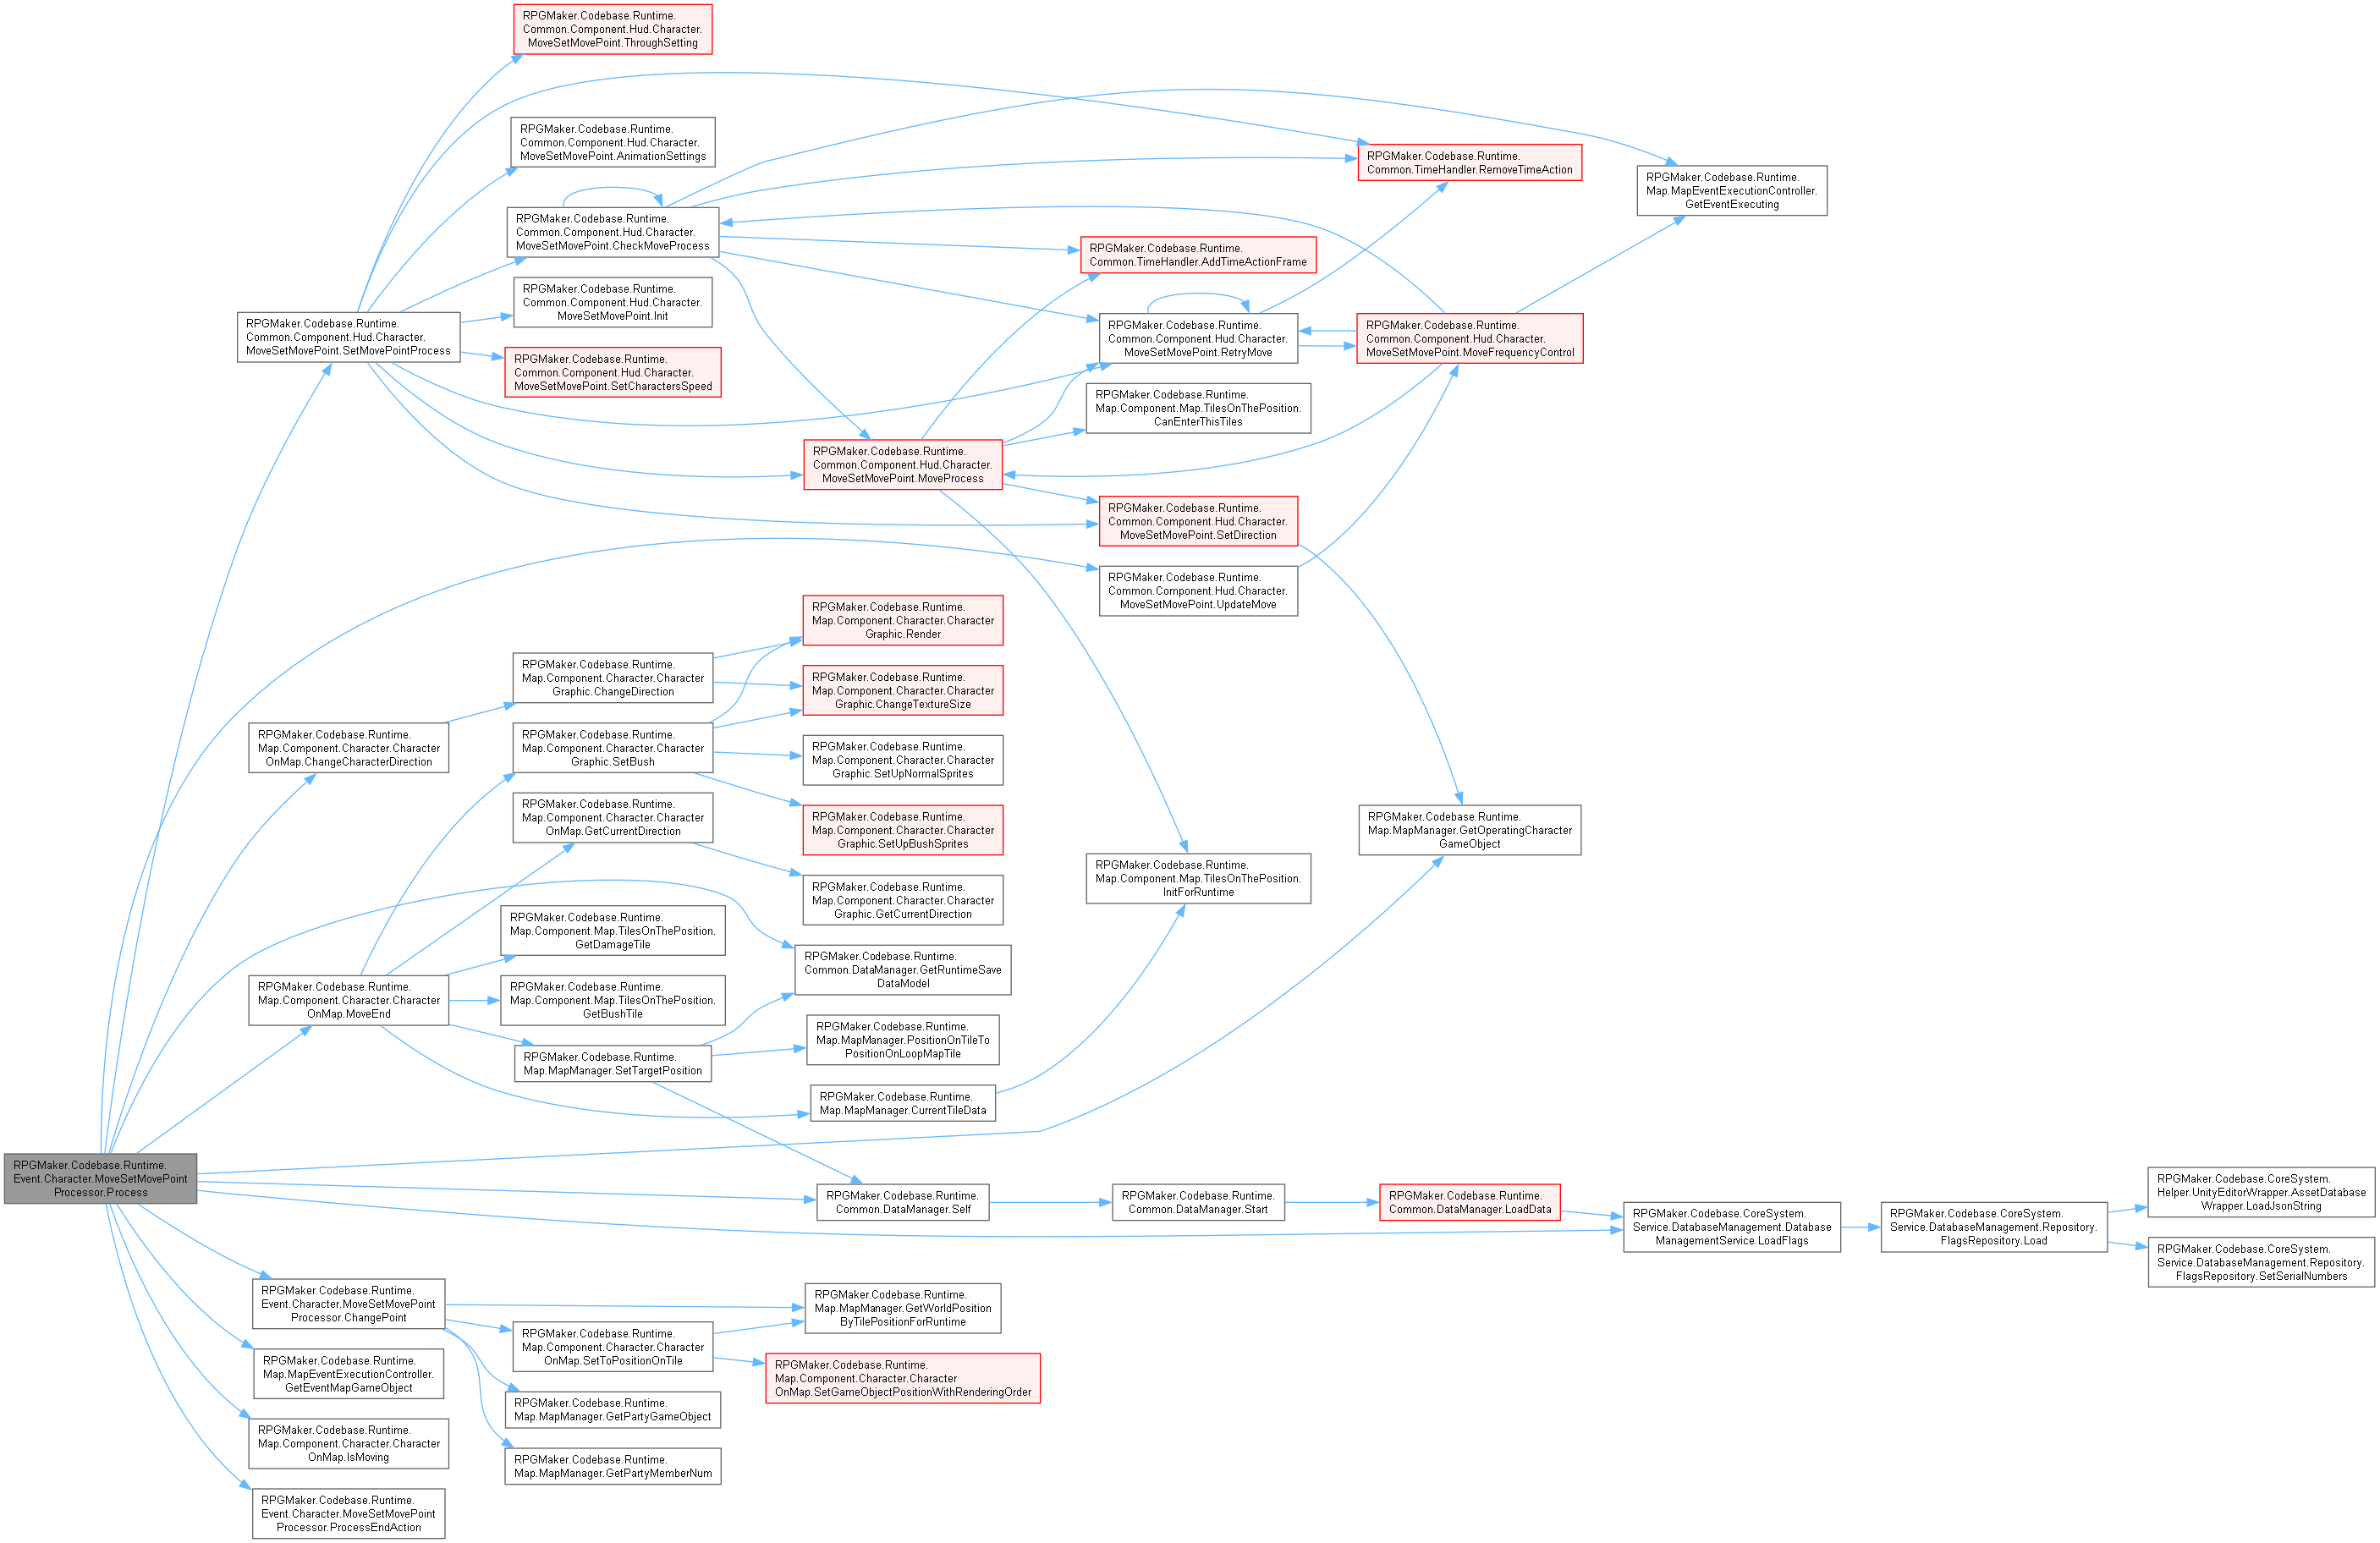 RPGMaker.Codebase.Runtime.
Common.Component.Hud.Character.
MoveSetMovePoint.ThroughSetting
RPGMaker.Codebase.Runtime.
Common.Component.Hud.Character.
MoveSetMovePoint.AnimationSettings
RPGMaker.Codebase.Runtime.
Common.TimeHandler.RemoveTimeAction
RPGMaker.Codebase.Runtime.
Map.MapEventExecutionController.
GetEventExecuting
RPGMaker.Codebase.Runtime.
Common.Component.Hud.Character.
MoveSetMovePoint.CheckMoveProcess
RPGMaker.Codebase.Runtime.
Common.TimeHandler.AddTimeActionFrame
RPGMaker.Codebase.Runtime.
Common.Component.Hud.Character.
MoveSetMovePoint.Init
RPGMaker.Codebase.Runtime.
Common.Component.Hud.Character.
MoveSetMovePoint.SetMovePointProcess
RPGMaker.Codebase.Runtime.
Common.Component.Hud.Character.
MoveSetMovePoint.RetryMove
RPGMaker.Codebase.Runtime.
Common.Component.Hud.Character.
MoveSetMovePoint.MoveFrequencyControl
RPGMaker.Codebase.Runtime.
Common.Component.Hud.Character.
MoveSetMovePoint.SetCharactersSpeed
RPGMaker.Codebase.Runtime.
Map.Component.Map.TilesOnThePosition.
CanEnterThisTiles
RPGMaker.Codebase.Runtime.
Common.Component.Hud.Character.
MoveSetMovePoint.MoveProcess
RPGMaker.Codebase.Runtime.
Common.Component.Hud.Character.
MoveSetMovePoint.SetDirection
RPGMaker.Codebase.Runtime.
Common.Component.Hud.Character.
MoveSetMovePoint.UpdateMove
RPGMaker.Codebase.Runtime.
Map.Component.Character.Character
Graphic.Render
RPGMaker.Codebase.Runtime.
Map.Component.Character.Character
Graphic.ChangeDirection
RPGMaker.Codebase.Runtime.
Map.Component.Character.Character
Graphic.ChangeTextureSize
RPGMaker.Codebase.Runtime.
Map.Component.Character.Character
OnMap.ChangeCharacterDirection
RPGMaker.Codebase.Runtime.
Map.Component.Character.Character
Graphic.SetBush
RPGMaker.Codebase.Runtime.
Map.Component.Character.Character
Graphic.SetUpNormalSprites
RPGMaker.Codebase.Runtime.
Map.Component.Character.Character
OnMap.GetCurrentDirection
RPGMaker.Codebase.Runtime.
Map.Component.Character.Character
Graphic.SetUpBushSprites
RPGMaker.Codebase.Runtime.
Map.MapManager.GetOperatingCharacter
GameObject
RPGMaker.Codebase.Runtime.
Map.Component.Map.TilesOnThePosition.
InitForRuntime
RPGMaker.Codebase.Runtime.
Map.Component.Character.Character
Graphic.GetCurrentDirection
RPGMaker.Codebase.Runtime.
Map.Component.Map.TilesOnThePosition.
GetDamageTile
RPGMaker.Codebase.Runtime.
Common.DataManager.GetRuntimeSave
DataModel
RPGMaker.Codebase.Runtime.
Map.Component.Character.Character
OnMap.MoveEnd
RPGMaker.Codebase.Runtime.
Map.Component.Map.TilesOnThePosition.
GetBushTile
RPGMaker.Codebase.Runtime.
Map.MapManager.PositionOnTileTo
PositionOnLoopMapTile
RPGMaker.Codebase.Runtime.
Map.MapManager.SetTargetPosition
RPGMaker.Codebase.Runtime.
Map.MapManager.CurrentTileData
RPGMaker.Codebase.Runtime.
Event.Character.MoveSetMovePoint
Processor.Process
RPGMaker.Codebase.Runtime.
Common.DataManager.Self
RPGMaker.Codebase.Runtime.
Common.DataManager.Start
RPGMaker.Codebase.Runtime.
Common.DataManager.LoadData
RPGMaker.Codebase.CoreSystem.
Service.DatabaseManagement.Database
ManagementService.LoadFlags
RPGMaker.Codebase.CoreSystem.
Service.DatabaseManagement.Repository.
FlagsRepository.Load
RPGMaker.Codebase.CoreSystem.
Helper.UnityEditorWrapper.AssetDatabase
Wrapper.LoadJsonString
RPGMaker.Codebase.CoreSystem.
Service.DatabaseManagement.Repository.
FlagsRepository.SetSerialNumbers
RPGMaker.Codebase.Runtime.
Event.Character.MoveSetMovePoint
Processor.ChangePoint
RPGMaker.Codebase.Runtime.
Map.MapManager.GetWorldPosition
ByTilePositionForRuntime
RPGMaker.Codebase.Runtime.
Map.Component.Character.Character
OnMap.SetToPositionOnTile
RPGMaker.Codebase.Runtime.
Map.Component.Character.Character
OnMap.SetGameObjectPositionWithRenderingOrder
RPGMaker.Codebase.Runtime.
Map.MapEventExecutionController.
GetEventMapGameObject
RPGMaker.Codebase.Runtime.
Map.MapManager.GetPartyGameObject
RPGMaker.Codebase.Runtime.
Map.Component.Character.Character
OnMap.IsMoving
RPGMaker.Codebase.Runtime.
Map.MapManager.GetPartyMemberNum
RPGMaker.Codebase.Runtime.
Event.Character.MoveSetMovePoint
Processor.ProcessEndAction